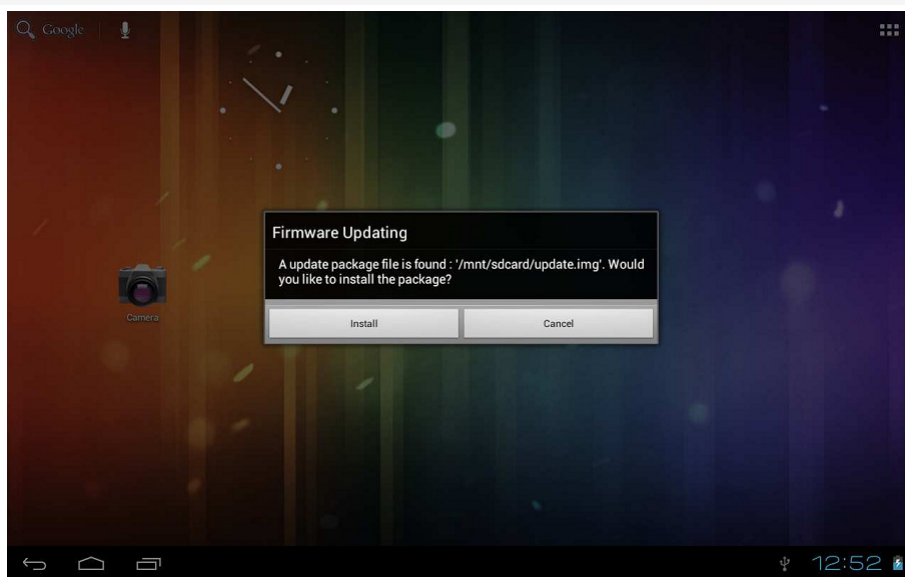 Google
Firmware Updating
A update package file is found : '/mnt/sdcard/update.img'. Would
you like to install the package?
Install
Cancel
Camera
12:52